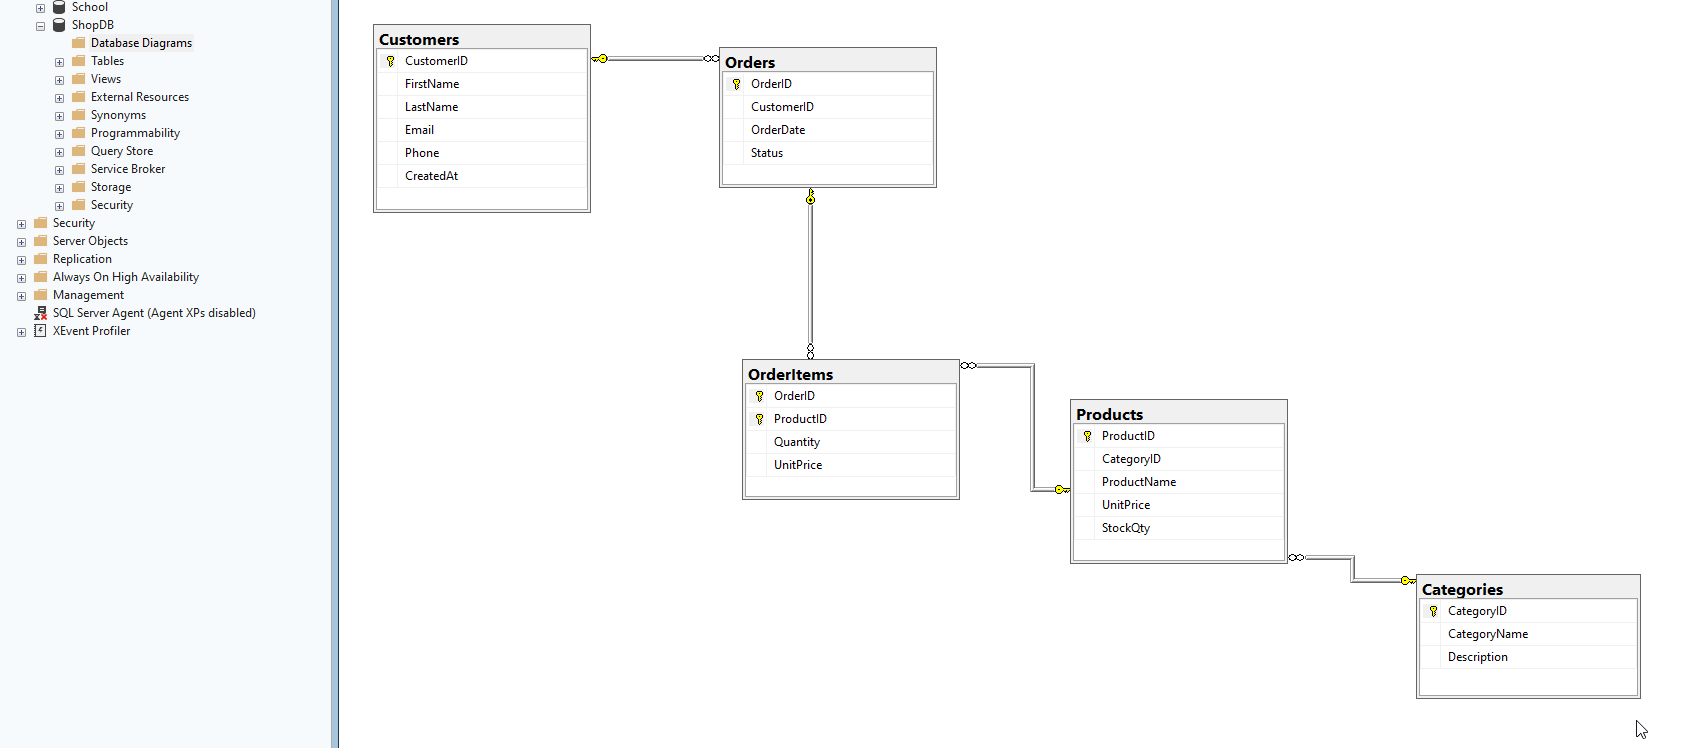 School
ShopDB
Database Diagrams
Tables
Views
External Resources
Synonyms
Programmability
Query Store
Service Broker
Storage
Security
Security
Server Objects
Replication
Always On High Availability
Management
SQL Server Agent (Agent XPs disabled)
XEvent Profiler
Customers
CustomerID
FirstName
LastName
Email
Phone
CreatedAt
Orders
OrderID
CustomerID
OrderDate
Status
OrderItems
OrderID
ProductID
Quantity
UnitPrice
Products
ProductID
CategoryID
ProductName
UnitPrice
StockQty
Categories
CategoryID
CategoryName
Description